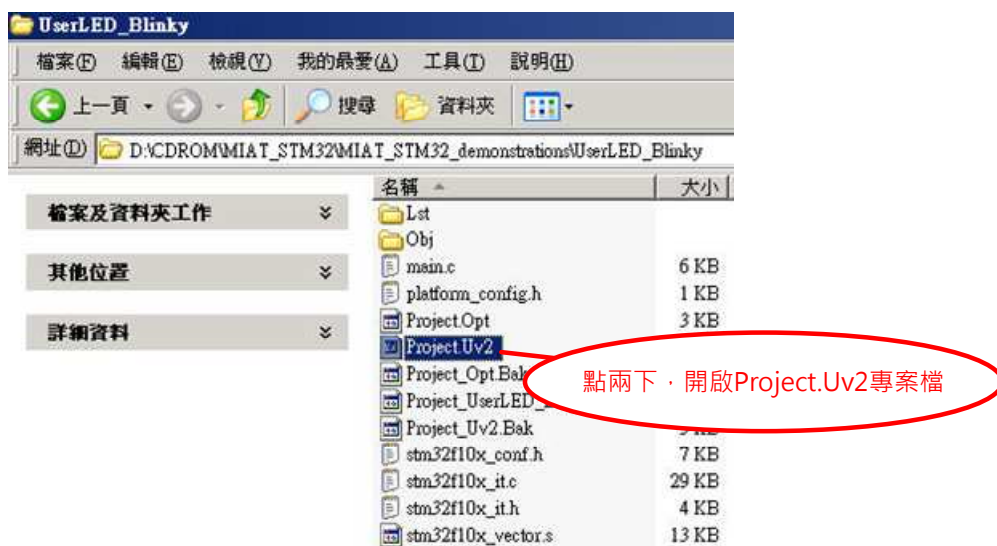 UserLED_Blinky
檔案(F) 編輯(E) 檢視(V) 我的最愛(A) 工具(T) 說明(H)
上一頁 搜尋 資料夾
網址(D) D:\CDROM\MIAT_STM32\MIAT_STM32_demonstrations\UserLED_Blinky
名稱 大小
檔案及資料夾工作
其他位置
詳細資料
Lst
Obj
main.c 6 KB
platform_config.h 1 KB
Project.Opt 3 KB
Project.Uv2
Project_Opt.Bak
Project_UserLED_
Project_Uv2.Bak
stm32f10x_conf.h 7 KB
stm32f10x_it.c 29 KB
stm32f10x_it.h 4 KB
stm32f10x_vector.s 13 KB
點兩下，開啟Project.Uv2專案檔